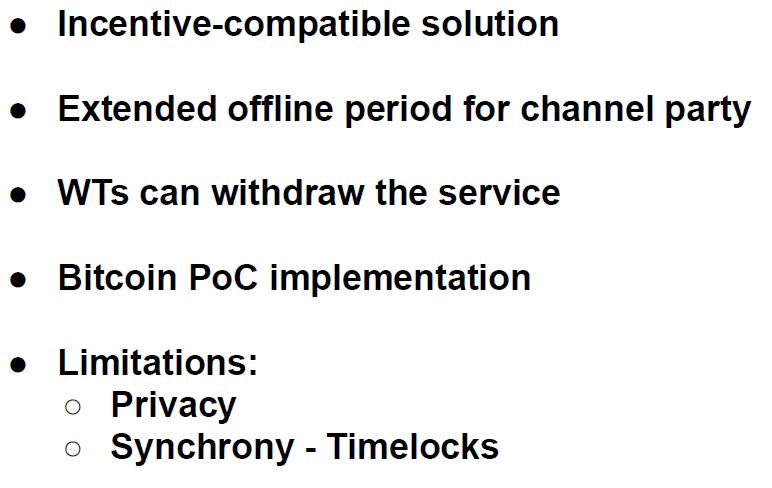 ● Incentive-compatible solution
● Extended offline period for channel party
● WTs can withdraw the service
● Bitcoin PoC implementation
● Limitations:
○ Privacy
○ Synchrony - Timelocks